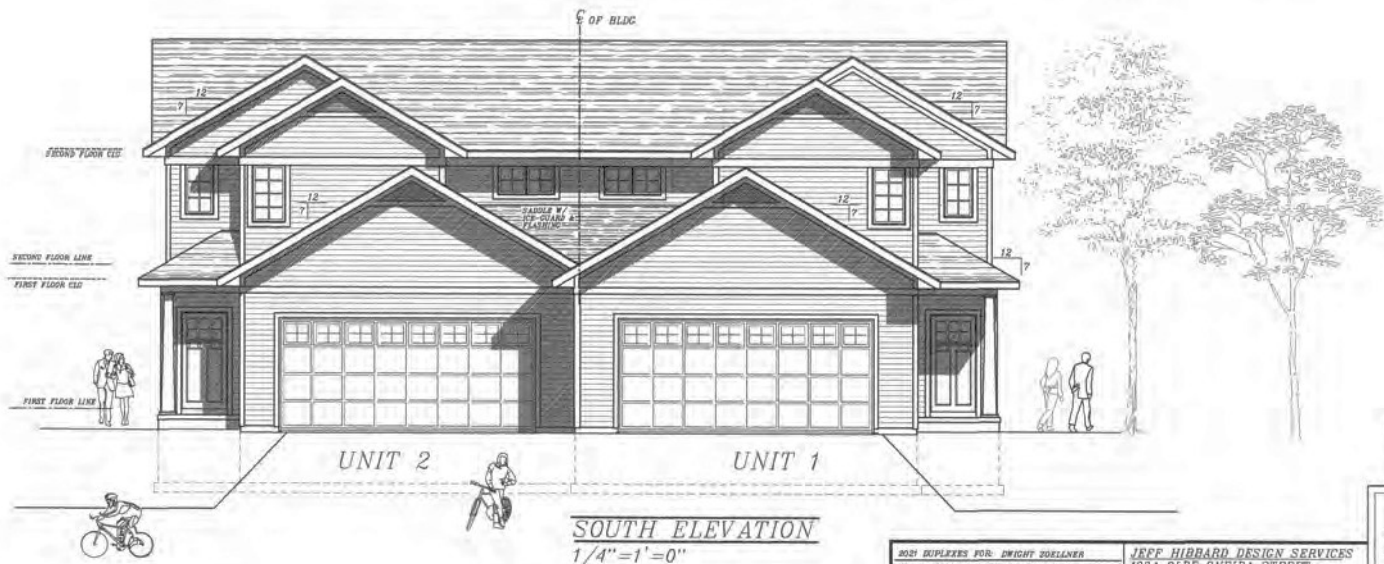 ℄ OF BLDG
12
7
12
7
SECOND FLOOR CLG
12
7
SADDLE W/
ICE-GUARD &
FLASHING
12
7
SECOND FLOOR LINE
12
7
FIRST FLOOR CLG
FIRST FLOOR LINE
UNIT 2
UNIT 1
SOUTH ELEVATION
1/4"=1'=0"
2021 DUPLEXES FOR: DWIGHT ZOELLNER
JEFF HIBBARD DESIGN SERVICES